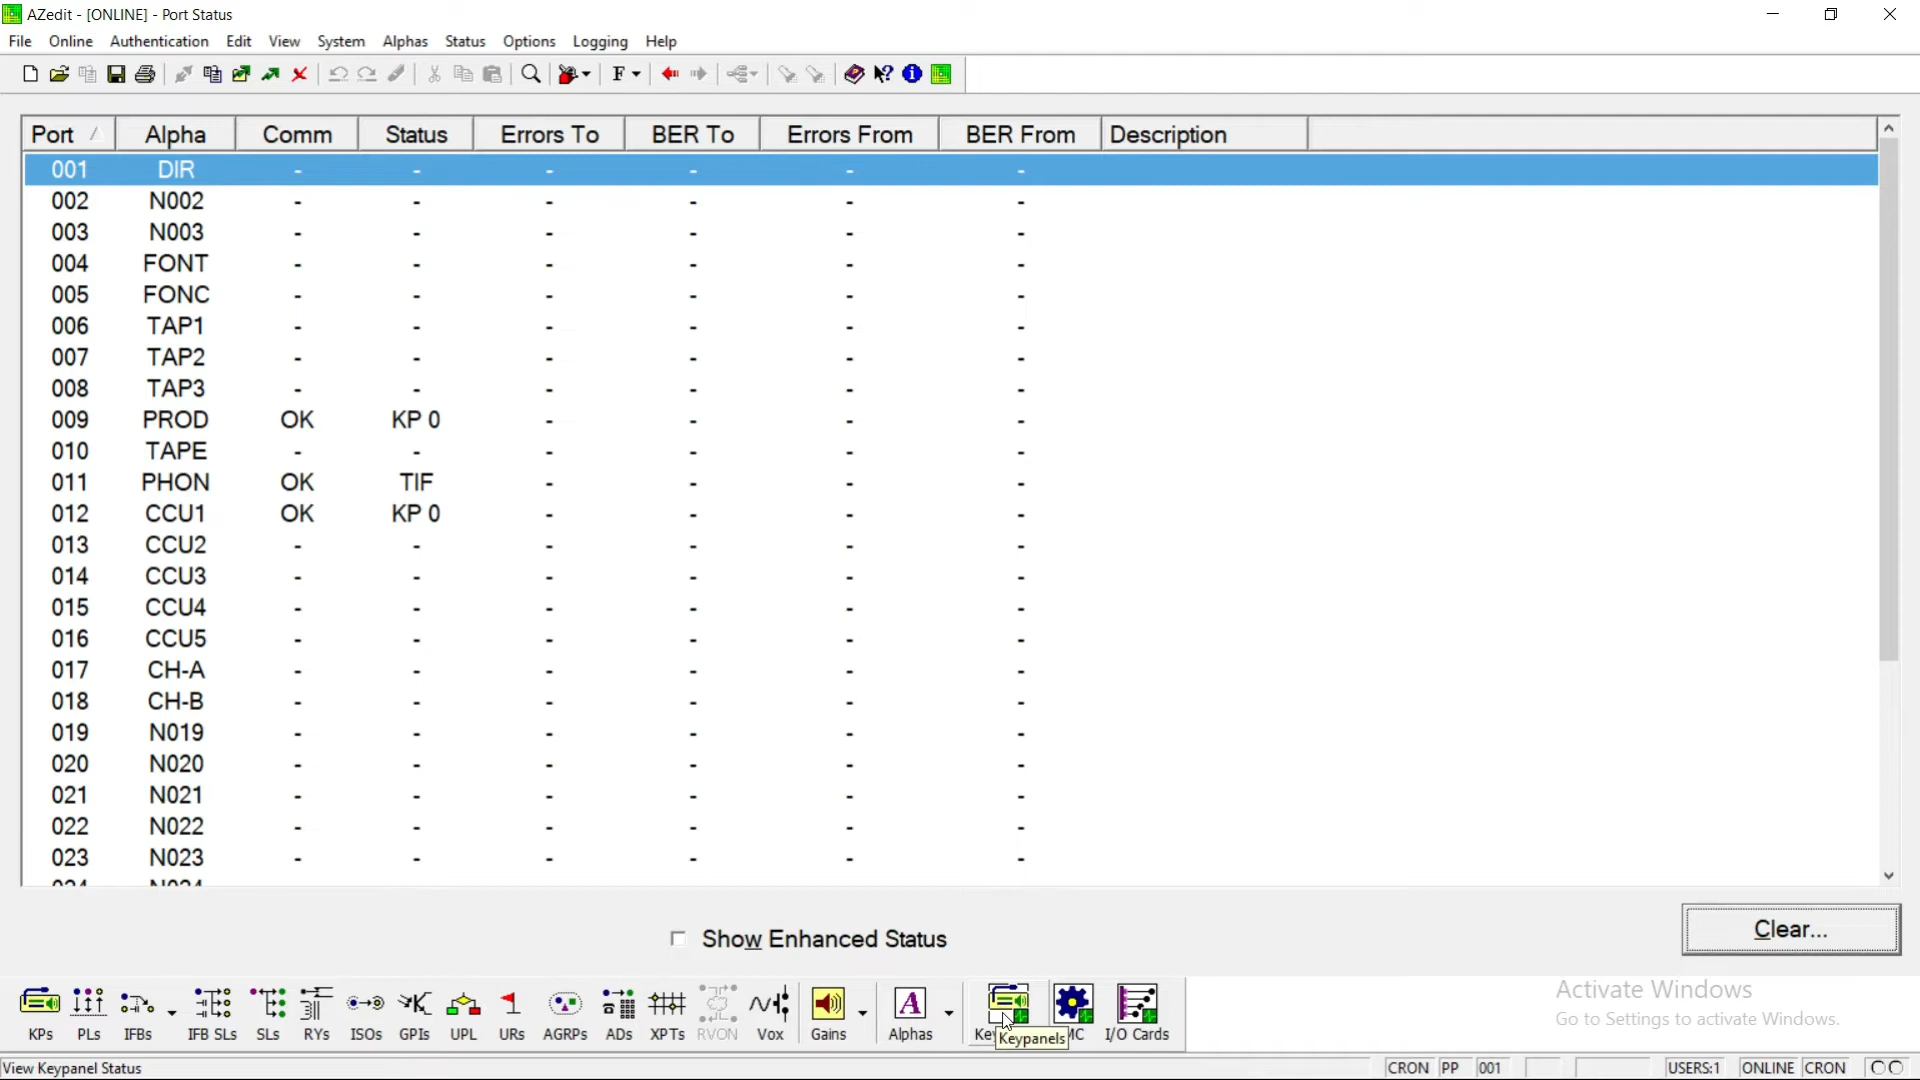 AZedit - [ONLINE] - Port Status
File Online Authentication Edit View System Alphas Status Options Logging Help
F
Port Alpha Comm Status Errors To BER To Errors From BER From Description
001 DIR - - - - - -
002 N002 - - - - - -
003 N003 - - - - - -
004 FONT - - - - - -
005 FONC - - - - - -
006 TAP1 - - - - - -
007 TAP2 - - - - - -
008 TAP3 - - - - - -
009 PROD OK KP 0 - - - -
010 TAPE - - - - - -
011 PHON OK TIF - - - -
012 CCU1 OK KP 0 - - - -
013 CCU2 - - - - - -
014 CCU3 - - - - - -
015 CCU4 - - - - - -
016 CCU5 - - - - - -
017 CH-A - - - - - -
018 CH-B - - - - - -
019 N019 - - - - - -
020 N020 - - - - - -
021 N021 - - - - - -
022 N022 - - - - - -
023 N023 - - - - - -
024 N024
Show Enhanced Status
Clear...
KPs PLs IFBs IFB SLs SLs RYs ISOs GPIs UPL URs AGRPs ADs XPTs RVON Vox Gains Alphas I/O Cards
Keypanels
Activate Windows
Go to Settings to activate Windows.
View Keypanel Status CRON PP 001 USERS:1 ONLINE CRON